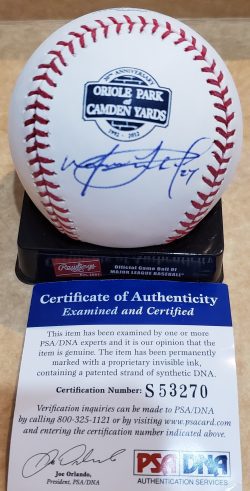 20TH ANNIVERSARY
ORIOLE PARK
at
CAMDEN YARDS
1992 - 2012
27
Rawlings
Official Game Ball Of
MAJOR LEAGUE BASEBALL
Certificate of Authenticity
Examined and Certified
This item has been examined by one or more
PSA/DNA experts and it is our opinion that the
item is genuine. The item has been permanently
marked with a proprietary invisible ink,
containing a patented strand of synthetic DNA.
Certification Number: S53270
Verification inquiries can be made to PSA/DNA
by calling 800-325-1121 or by visiting www.psacard.com
and entering the certification number indicated above.
Joe Orlando,
President, PSA/DNA
PSA DNA
AUTHENTICATION SERVICES